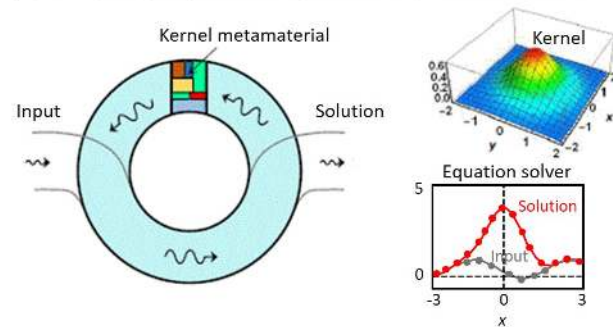 Kernel metamaterial
Input
Solution
Kernel
0.6
0.4
0.2
0.0
-2
-1
0
1
2
y
-2
-1
0
1
2
x
Equation solver
5
Solution
Input
0
-3
0
3
x